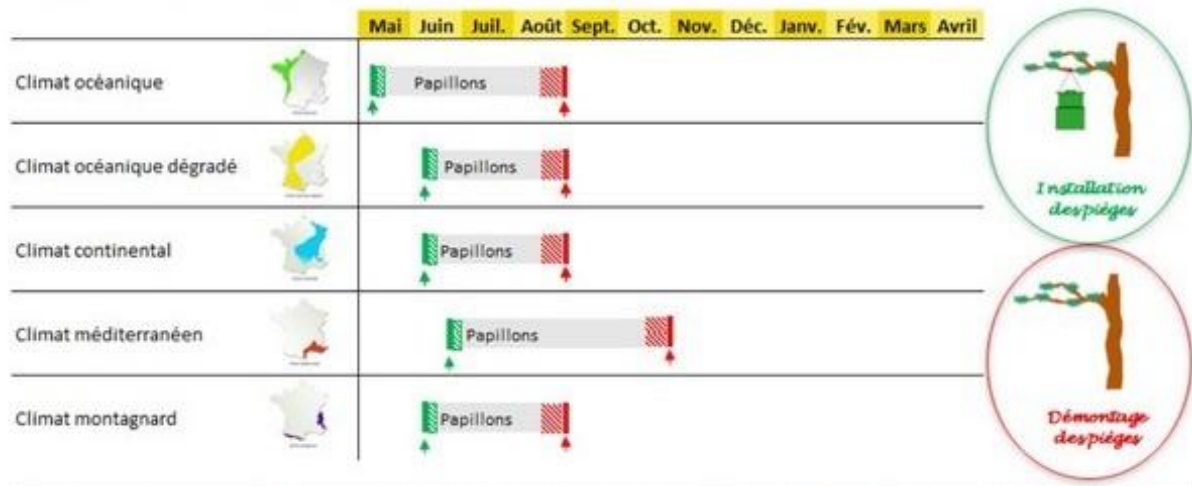 Mai Juin Juil. Août Sept. Oct. Nov. Déc. Janv. Fév. Mars Avril
Climat océanique
Papillons
Climat océanique dégradé
Papillons
Climat continental
Papillons
Climat méditerranéen
Papillons
Climat montagnard
Papillons
Installation
des pièges
Démontage
des pièges